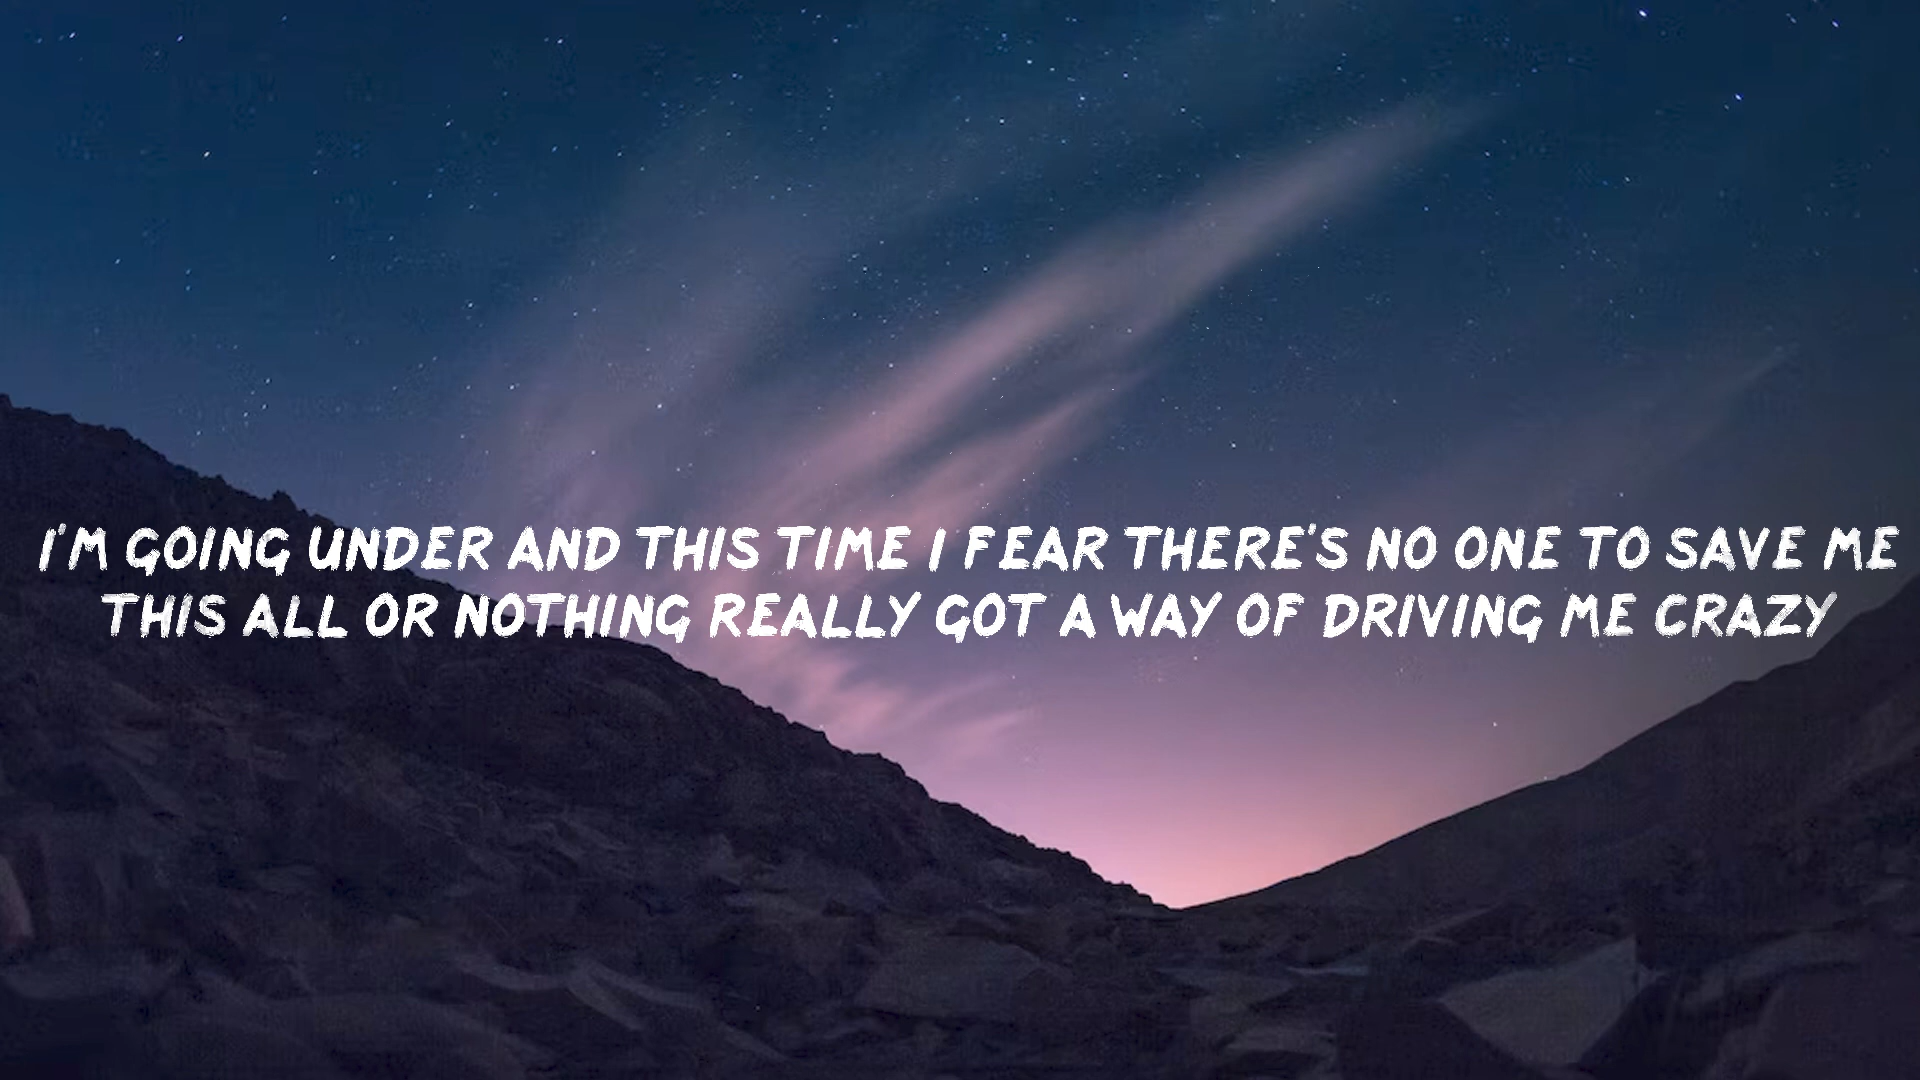 I'M GOING UNDER AND THIS TIME I FEAR THERE'S NO ONE TO SAVE ME
THIS ALL OR NOTHING REALLY GOT A WAY OF DRIVING ME CRAZY